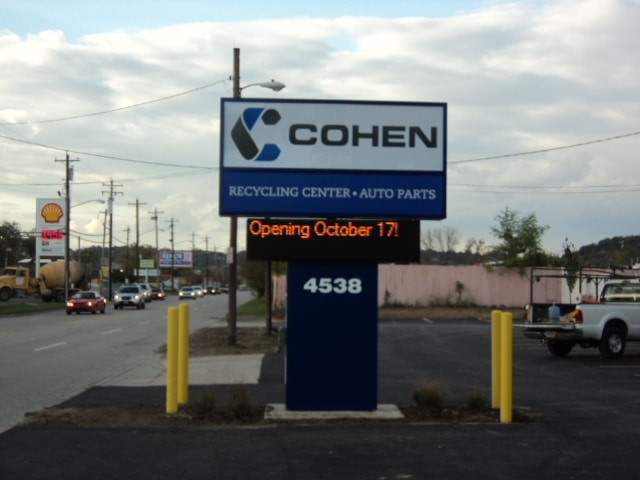 COHEN
RECYCLING CENTER • AUTO PARTS
Opening October 17!
4538